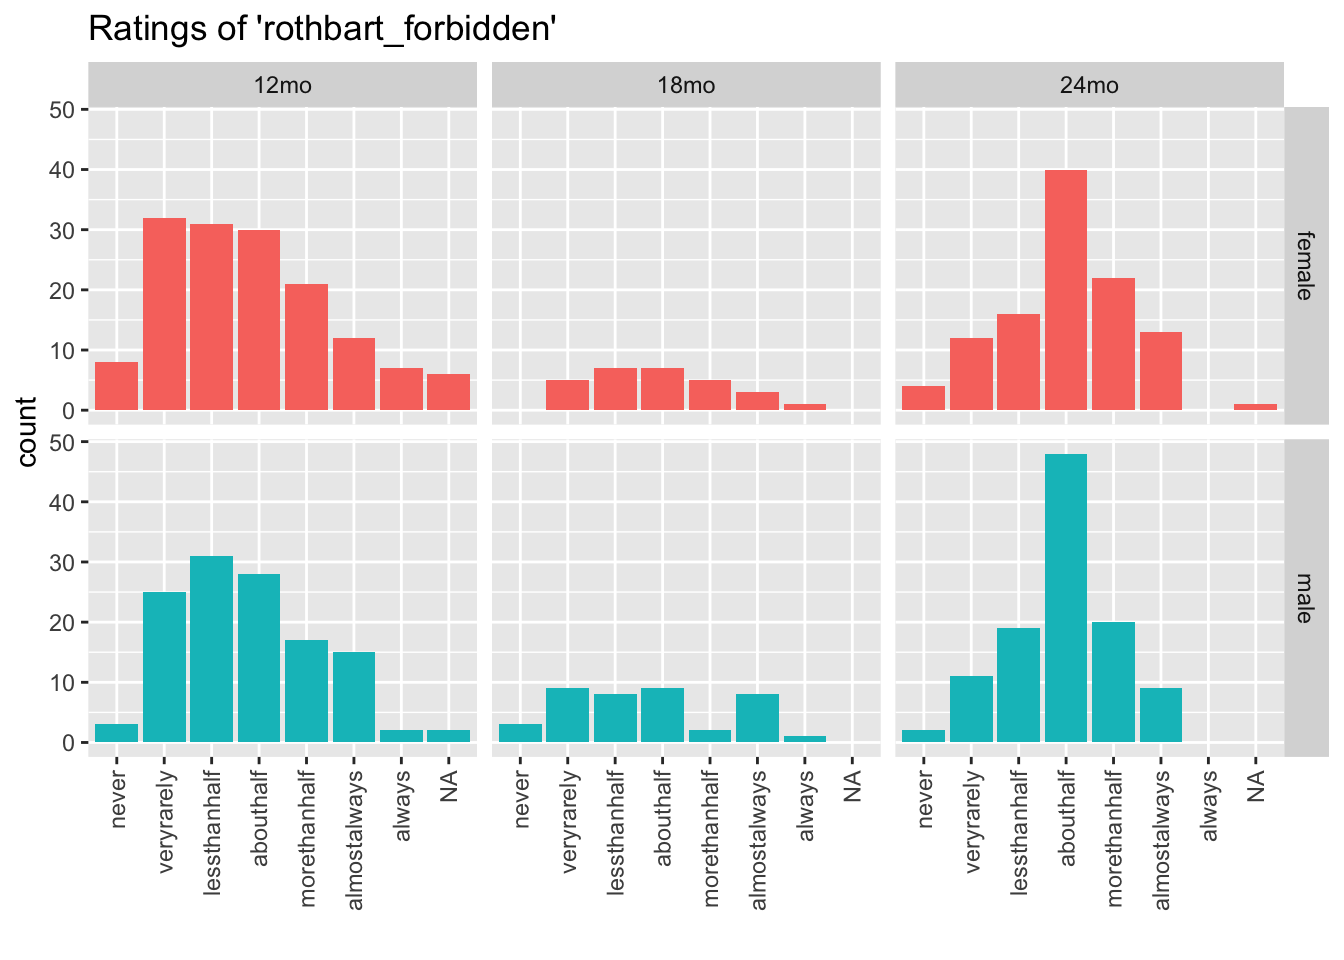 Ratings of 'rothbart_forbidden'
12mo 18mo 24mo
50
40
30
20
10
0
female
count
50
40
30
20
10
0
male
never veryrarely lessthanhalf abouthalf morethanhalf almostalways always NA never veryrarely lessthanhalf abouthalf morethanhalf almostalways always NA never veryrarely lessthanhalf abouthalf morethanhalf almostalways always NA